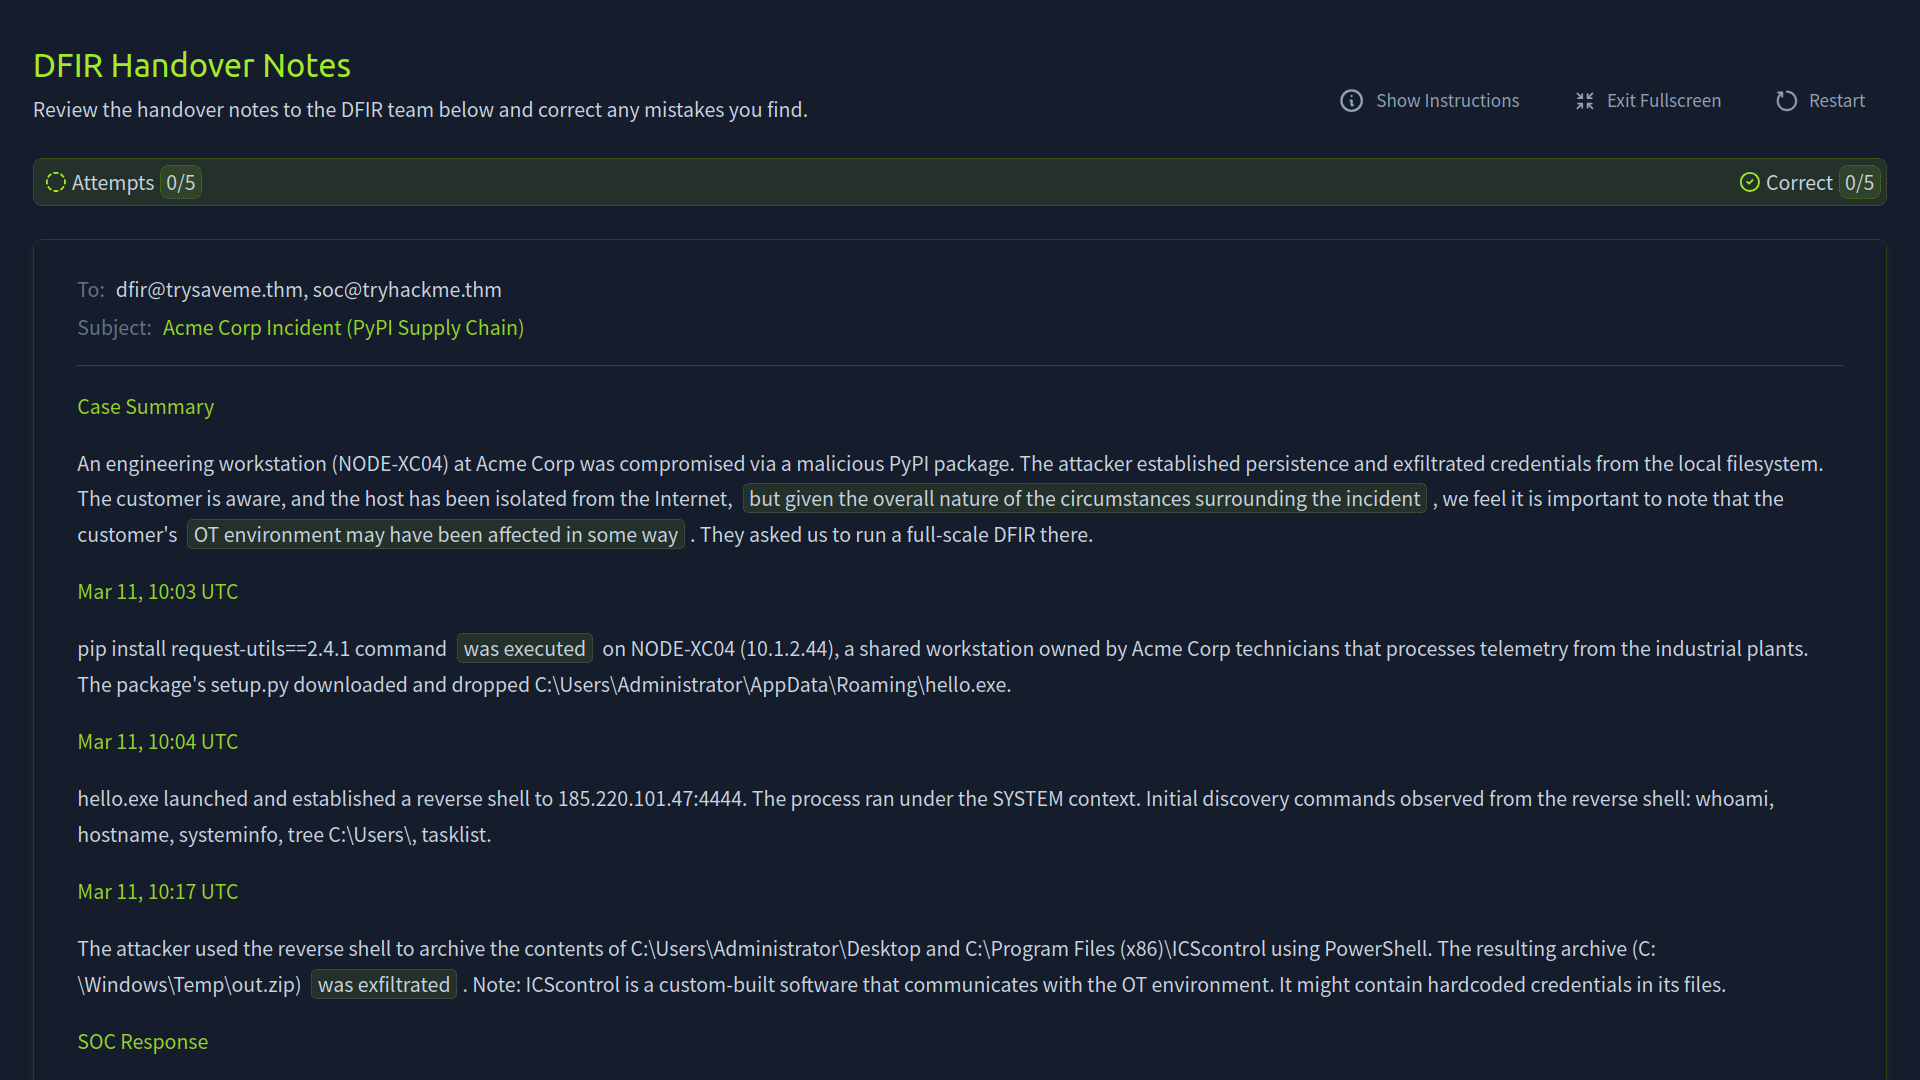 DFIR Handover Notes
Review the handover notes to the DFIR team below and correct any mistakes you find.
Show Instructions
Exit Fullscreen
Restart
Attempts 0/5
Correct 0/5
To: dfir@trysaveme.thm, soc@tryhackme.thm
Subject: Acme Corp Incident (PyPI Supply Chain)
Case Summary
An engineering workstation (NODE-XC04) at Acme Corp was compromised via a malicious PyPI package. The attacker established persistence and exfiltrated credentials from the local filesystem.
The customer is aware, and the host has been isolated from the Internet, but given the overall nature of the circumstances surrounding the incident , we feel it is important to note that the
customer's OT environment may have been affected in some way . They asked us to run a full-scale DFIR there.
Mar 11, 10:03 UTC
pip install request-utils==2.4.1 command was executed on NODE-XC04 (10.1.2.44), a shared workstation owned by Acme Corp technicians that processes telemetry from the industrial plants.
The package's setup.py downloaded and dropped C:\Users\Administrator\AppData\Roaming\hello.exe.
Mar 11, 10:04 UTC
hello.exe launched and established a reverse shell to 185.220.101.47:4444. The process ran under the SYSTEM context. Initial discovery commands observed from the reverse shell: whoami,
hostname, systeminfo, tree C:\Users\, tasklist.
Mar 11, 10:17 UTC
The attacker used the reverse shell to archive the contents of C:\Users\Administrator\Desktop and C:\Program Files (x86)\ICScontrol using PowerShell. The resulting archive (C:
\Windows\Temp\out.zip) was exfiltrated . Note: ICScontrol is a custom-built software that communicates with the OT environment. It might contain hardcoded credentials in its files.
SOC Response